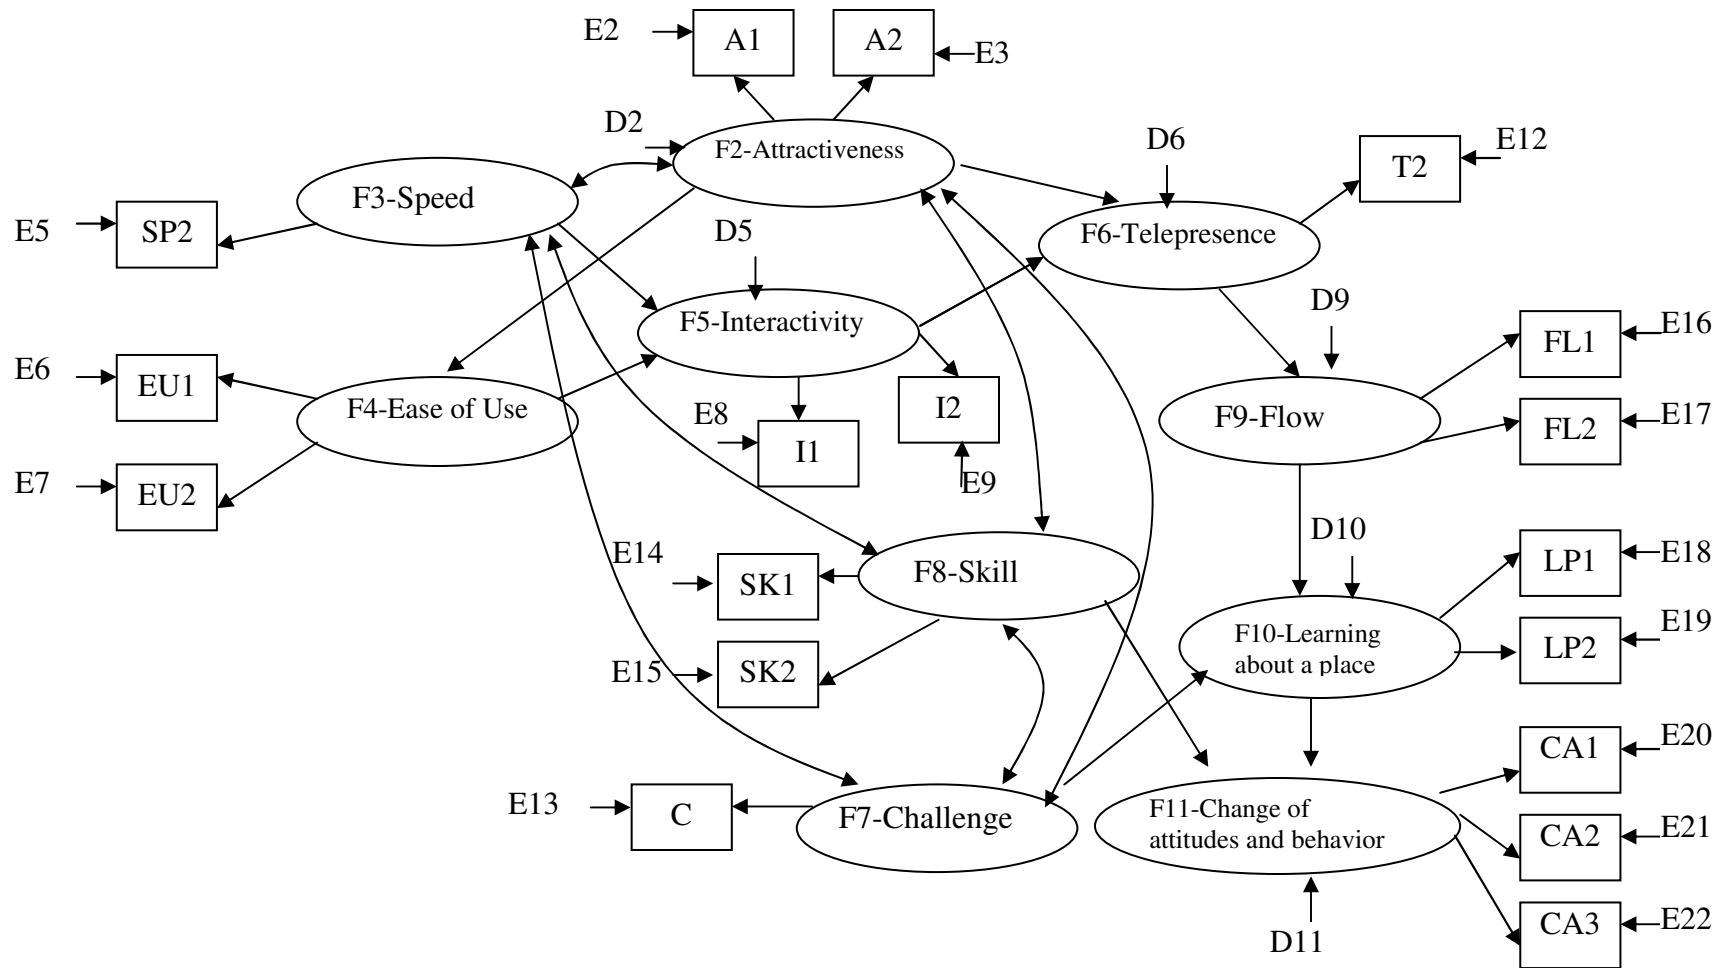 E2
A1
A2
E3
D2
F2-Attractiveness
D6
E12
T2
F3-Speed
E5
SP2
D5
F6-Telepresence
F5-Interactivity
D9
E16
FL1
E6
EU1
F4-Ease of Use
E8
I1
I2
E9
F9-Flow
FL2
E17
E7
EU2
E14
SK1
F8-Skill
D10
LP1
E18
E15
SK2
F10-Learning
about a place
LP2
E19
E13
C
F7-Challenge
F11-Change of
attitudes and behavior
CA1
E20
CA2
E21
D11
CA3
E22